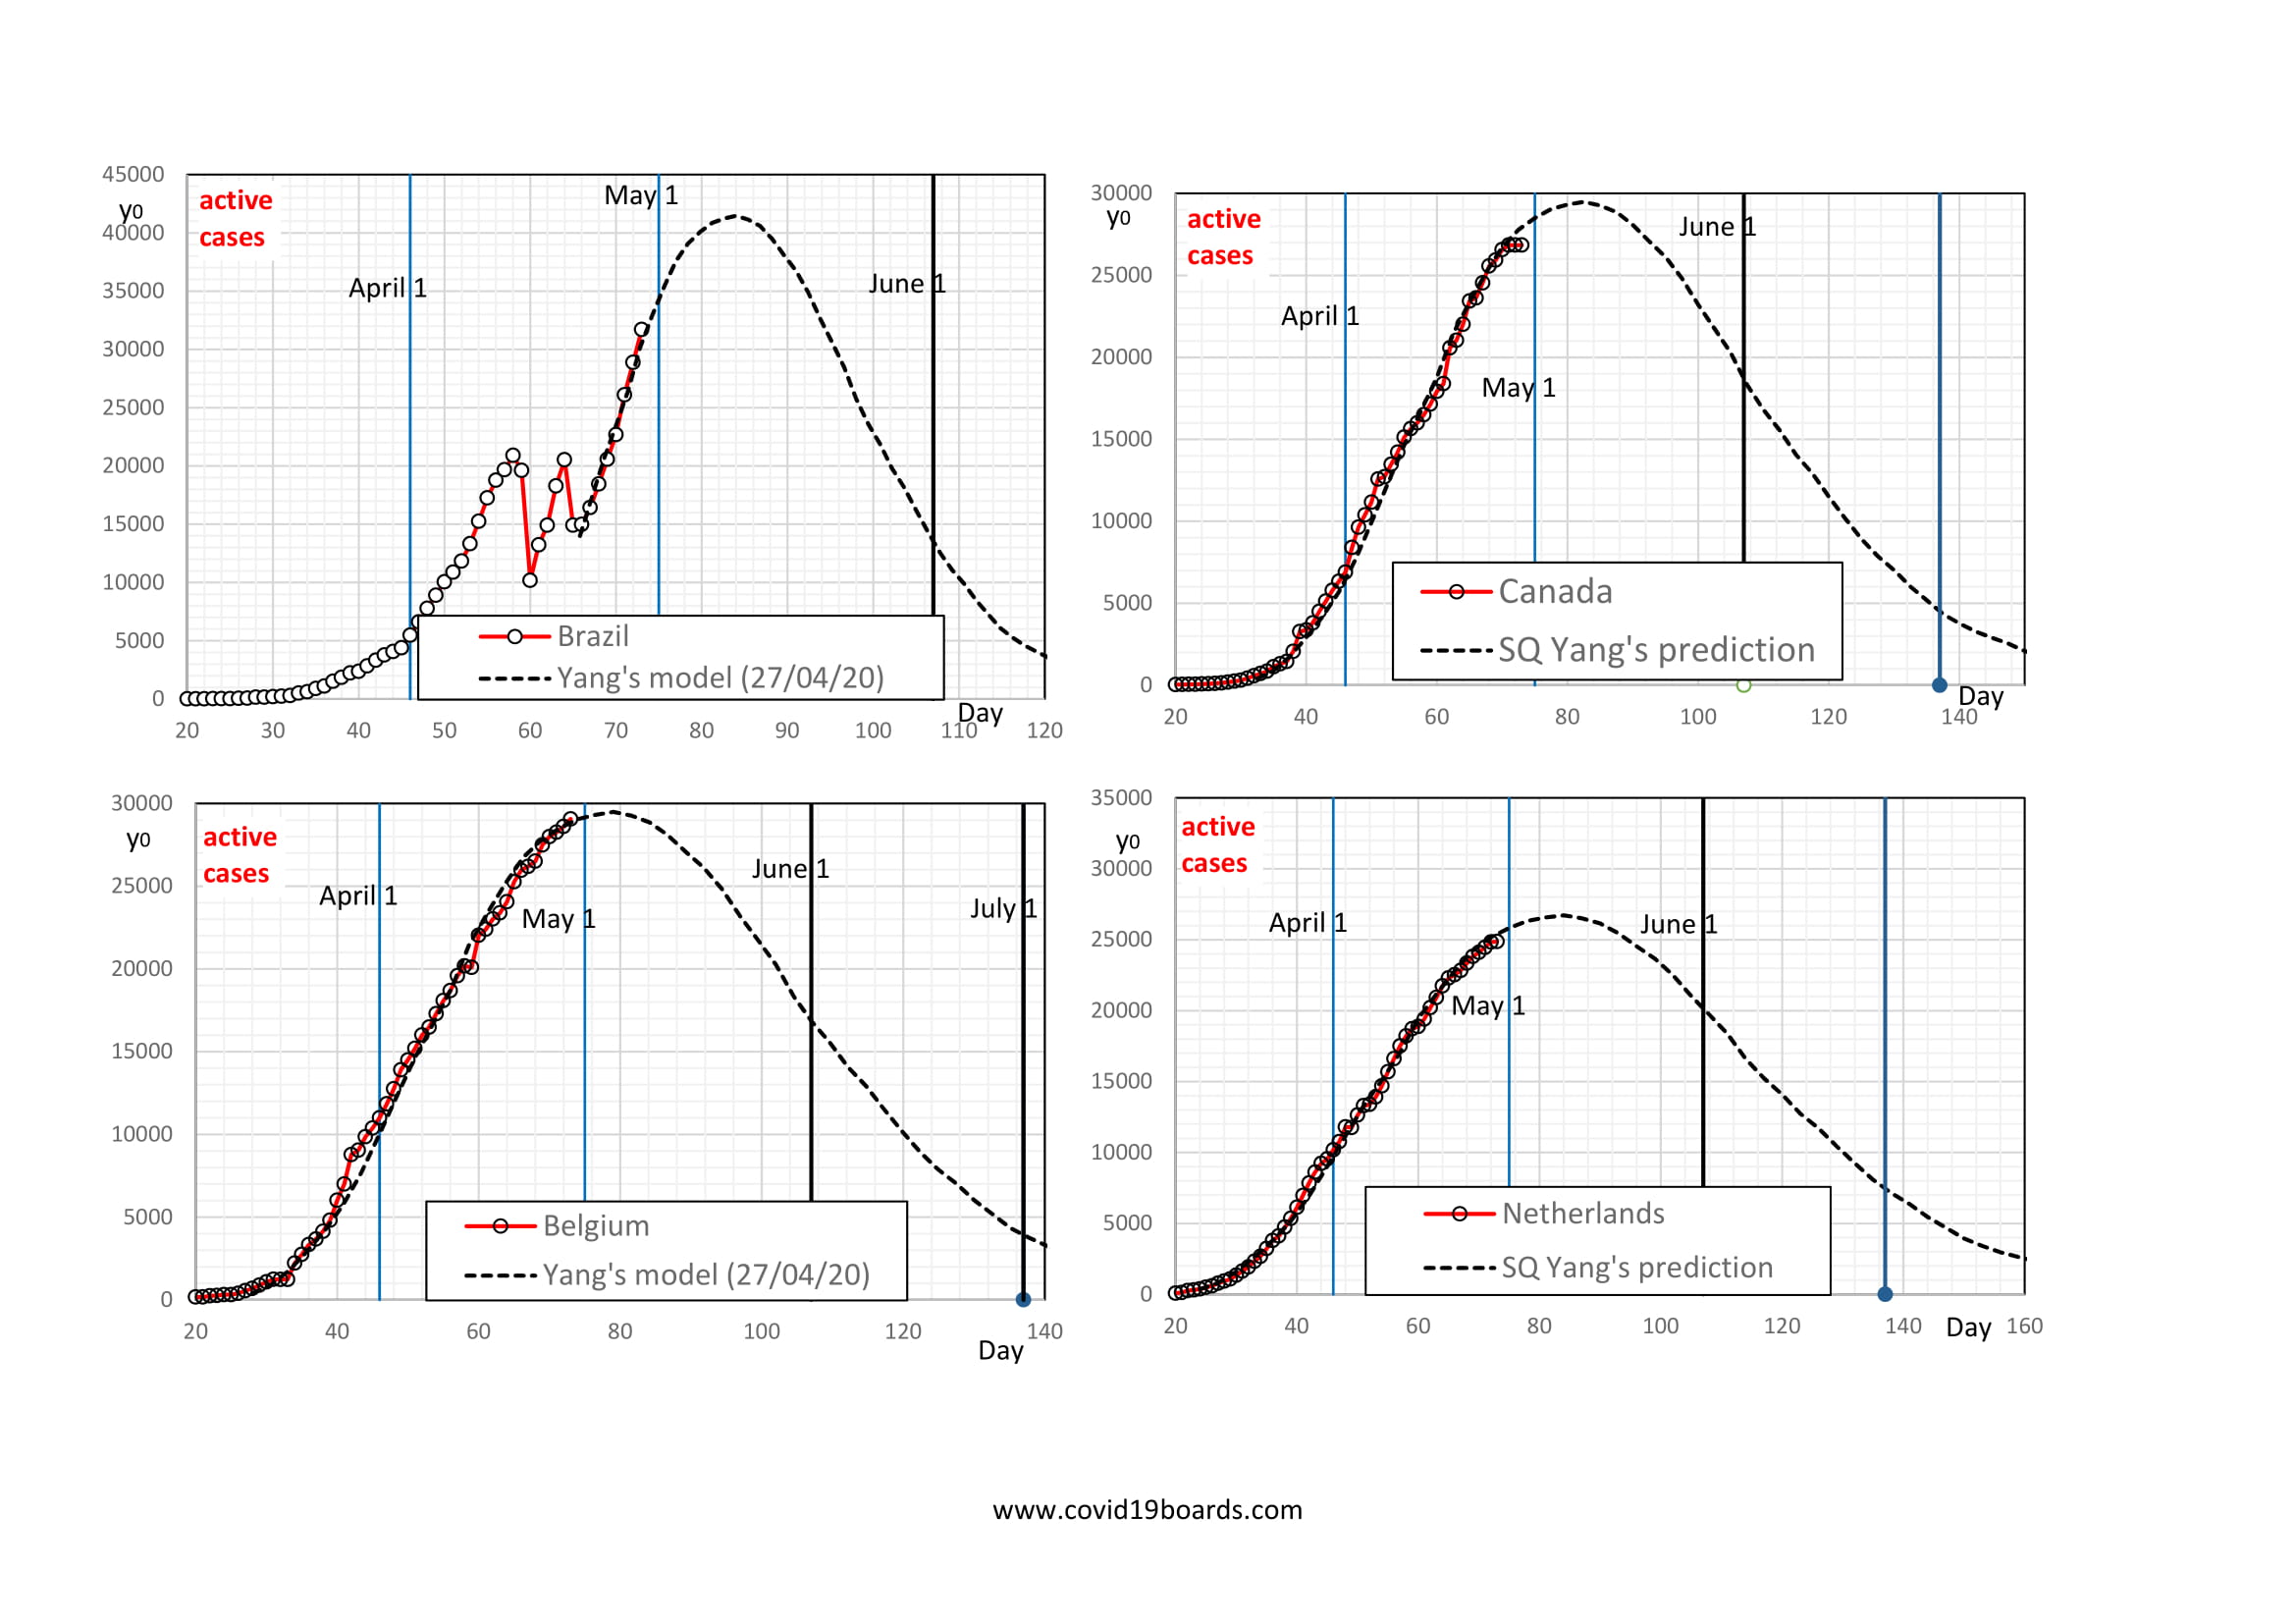 45000
40000
35000
30000
25000
20000
15000
10000
5000
0
y0
active
cases
April 1
May 1
June 1
Brazil
Yang's model (27/04/20)
Day
20 30 40 50 60 70 80 90 100 110 120
30000
25000
20000
15000
10000
5000
0
y0
active
cases
April 1
May 1
June 1
Canada
SQ Yang's prediction
Day
20 40 60 80 100 120 140
30000
25000
20000
15000
10000
5000
0
y0
active
cases
April 1
May 1
June 1
July 1
Belgium
Yang's model (27/04/20)
20 40 60 80 100 120 140
Day
35000
30000
25000
20000
15000
10000
5000
0
y0
active
cases
April 1
May 1
June 1
Netherlands
SQ Yang's prediction
20 40 60 80 100 120 140 Day 160
www.covid19boards.com